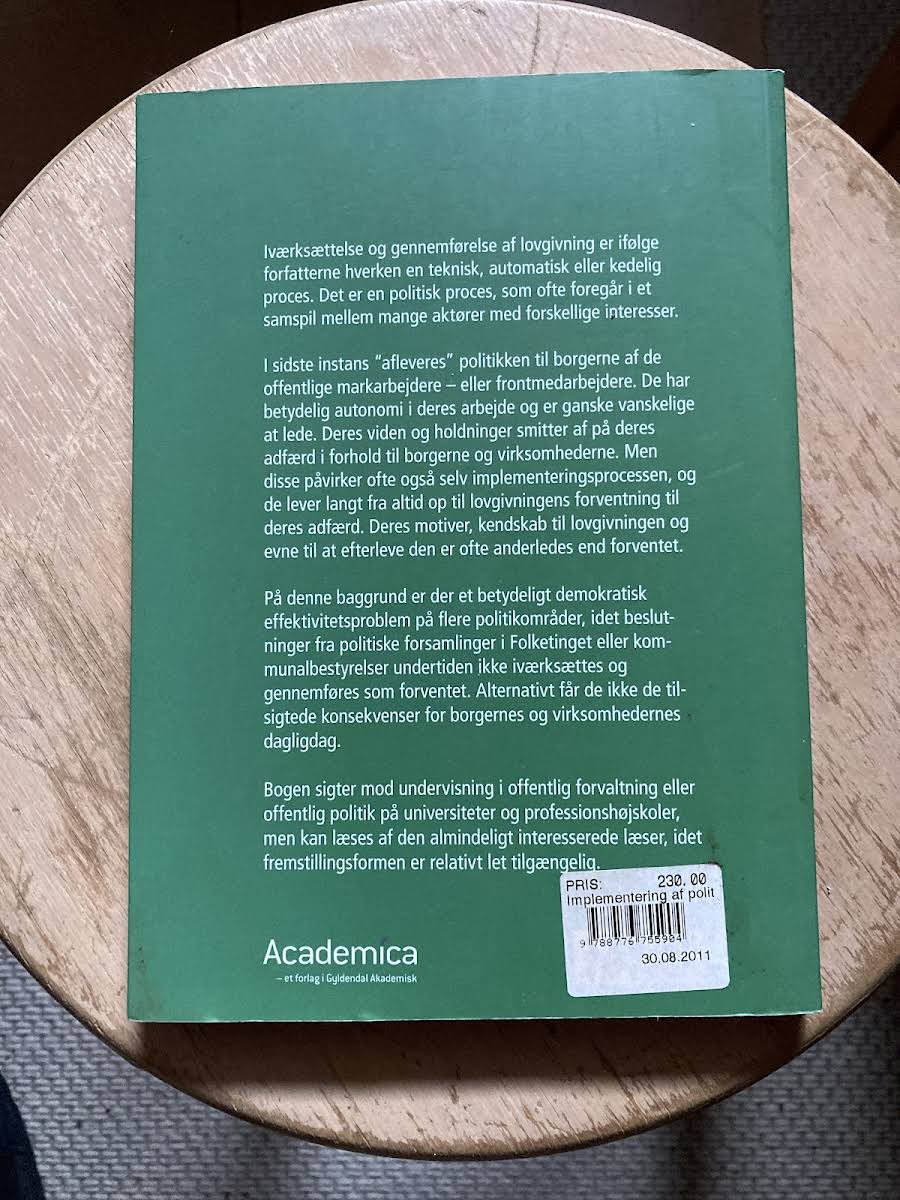 Iværksættelse og gennemførelse af lovgivning er ifølge
forfatterne hverken en teknisk, automatisk eller kedelig
proces. Det er en politisk proces, som ofte foregår i et
samspil mellem mange aktører med forskellige interesser.
I sidste instans “afleveres” politikken til borgerne af de
offentlige markarbejdere – eller frontmedarbejdere. De har
betydelig autonomi i deres arbejde og er ganske vanskelige
at lede. Deres viden og holdninger smitter af på deres
adfærd i forhold til borgerne og virksomhederne. Men
disse påvirker ofte også selv implementeringsprocessen, og
de lever langt fra altid op til lovgivningens forventning til
deres adfærd. Deres motiver, kendskab til lovgivningen og
evne til at efterleve den er ofte anderledes end forventet.
På denne baggrund er der et betydeligt demokratisk
effektivitetsproblem på flere politikområder, idet beslut-
ninger fra politiske forsamlinger i Folketinget eller kom-
munalbestyrelser undertiden ikke iværksættes og
gennemføres som forventet. Alternativt får de ikke de til-
sigtede konsekvenser for borgernes og virksomhedernes
dagligdag.
Bogen sigter mod undervisning i offentlig forvaltning eller
offentlig politik på universiteter og professionshøjskoler,
men kan læses af den almindeligt interesserede læser, idet
fremstillingsformen er relativt let tilgængelig.
PRIS: 230.00
Implementering af polit
9 788776 755904
30.08.2011
Academica
– et forlag i Gyldendal Akademisk